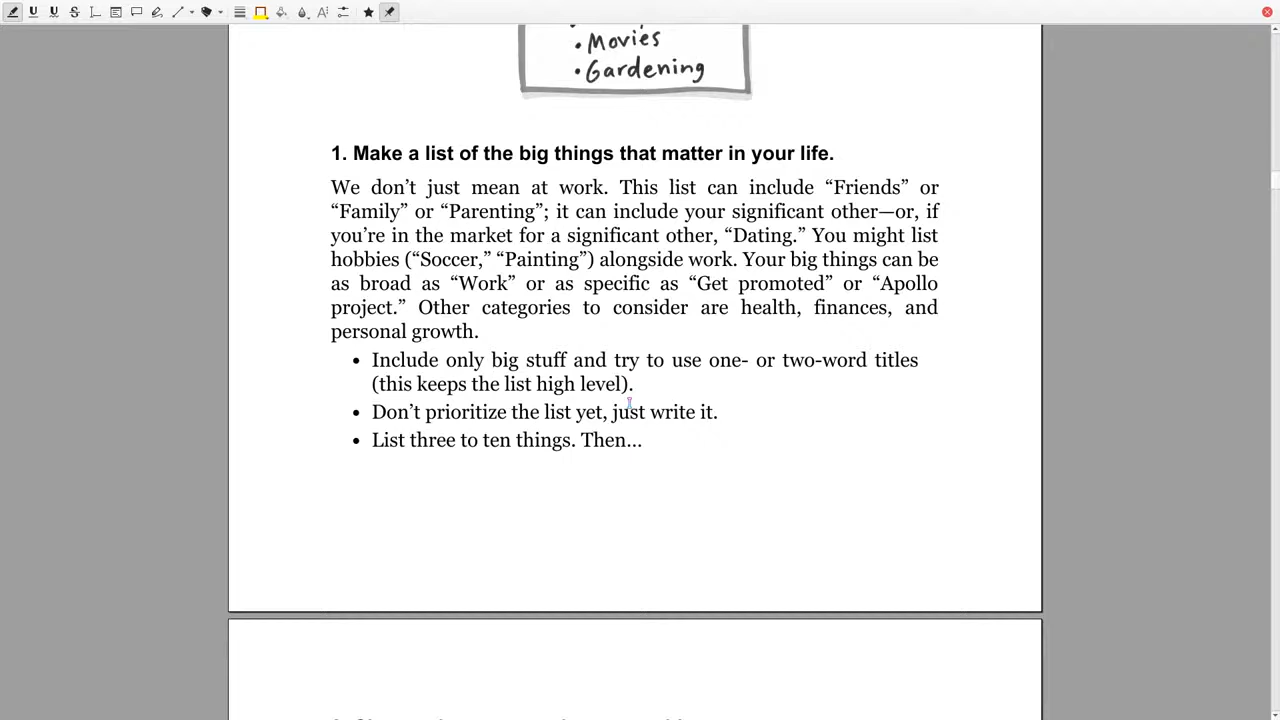 • Movies
• Gardening
1. Make a list of the big things that matter in your life.
We don’t just mean at work. This list can include “Friends” or
“Family” or “Parenting”; it can include your significant other—or, if
you’re in the market for a significant other, “Dating.” You might list
hobbies (“Soccer,” “Painting”) alongside work. Your big things can be
as broad as “Work” or as specific as “Get promoted” or “Apollo
project.” Other categories to consider are health, finances, and
personal growth.
• Include only big stuff and try to use one- or two-word titles
(this keeps the list high level).
• Don’t prioritize the list yet, just write it.
• List three to ten things. Then…